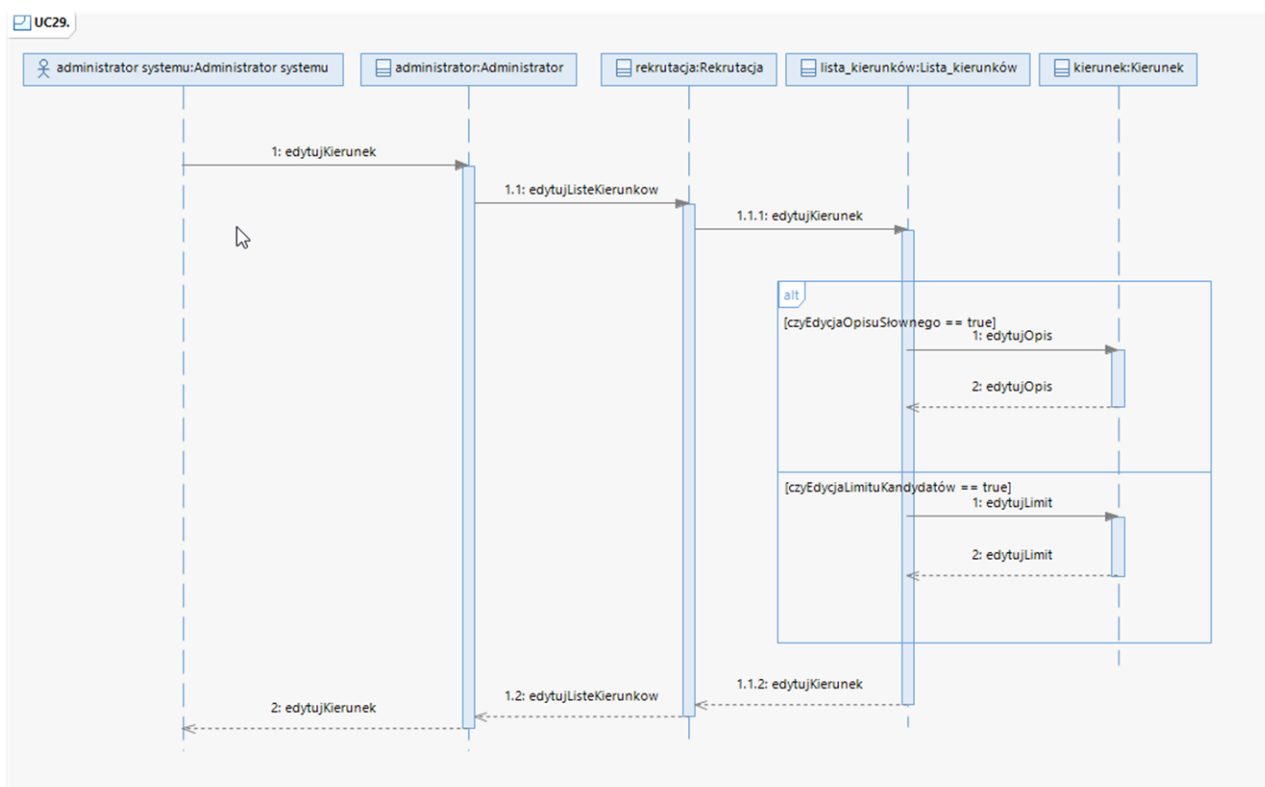 UC29.
administrator systemu:Administrator systemu
administrator:Administrator
rekrutacja:Rekrutacja
lista_kierunków:Lista_kierunków
kierunek:Kierunek
1: edytujKierunek
1.1: edytujListeKierunkow
1.1.1: edytujKierunek
alt
[czyEdycjaOpisuSłownego == true]
1: edytujOpis
2: edytujOpis
[czyEdycjaLimituKandydatów == true]
1: edytujLimit
2: edytujLimit
1.1.2: edytujKierunek
1.2: edytujListeKierunkow
2: edytujKierunek